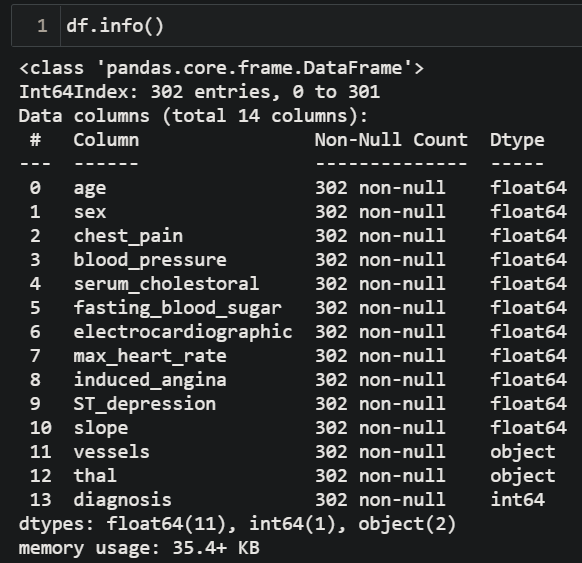 1 df.info()
<class 'pandas.core.frame.DataFrame'>
Int64Index: 302 entries, 0 to 301
Data columns (total 14 columns):
 #   Column                Non-Null Count  Dtype
---  ------                --------------  -----
 0   age                   302 non-null    float64
 1   sex                   302 non-null    float64
 2   chest_pain            302 non-null    float64
 3   blood_pressure        302 non-null    float64
 4   serum_cholestoral     302 non-null    float64
 5   fasting_blood_sugar   302 non-null    float64
 6   electrocardiographic  302 non-null    float64
 7   max_heart_rate        302 non-null    float64
 8   induced_angina        302 non-null    float64
 9   ST_depression         302 non-null    float64
 10  slope                 302 non-null    float64
 11  vessels               302 non-null    object
 12  thal                  302 non-null    object
 13  diagnosis             302 non-null    int64
dtypes: float64(11), int64(1), object(2)
memory usage: 35.4+ KB